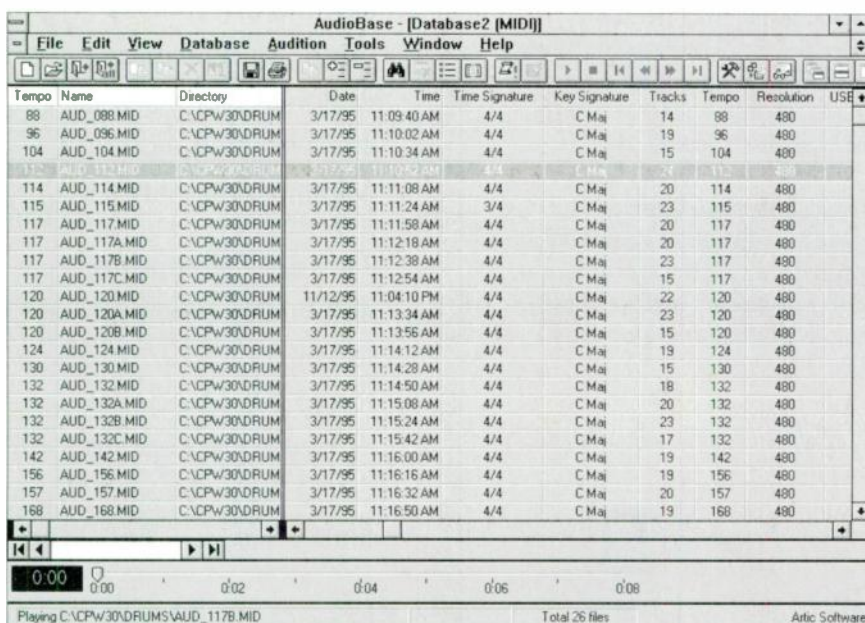 AudioBase - [Database2 (MIDI)]
File Edit View Database Audition Tools Window Help
Tempo Name Directory Date Time Time Signature Key Signature Tracks Tempo Resolution USE
88 AUD_088.MID C:\CPW30\DRUM 3/17/95 11:09:40 AM 4/4 C Maj 14 88 480
96 AUD_096.MID C:\CPW30\DRUM 3/17/95 11:10:02 AM 4/4 C Maj 19 96 480
104 AUD_104.MID C:\CPW30\DRUM 3/17/95 11:10:34 AM 4/4 C Maj 15 104 480
112 AUD_112.MID C:\CPW30\DRUM 4/4 C Maj 112 480
114 AUD_114.MID C:\CPW30\DRUM 3/17/95 11:11:08 AM 4/4 C Maj 20 114 480
115 AUD_115.MID C:\CPW30\DRUM 3/17/95 11:11:24 AM 3/4 C Maj 23 115 480
117 AUD_117.MID C:\CPW30\DRUM 3/17/95 11:11:58 AM 4/4 C Maj 20 117 480
117 AUD_117A.MID C:\CPW30\DRUM 3/17/95 11:12:18 AM 4/4 C Maj 20 117 480
117 AUD_117B.MID C:\CPW30\DRUM 3/17/95 11:12:38 AM 4/4 C Maj 23 117 480
117 AUD_117C.MID C:\CPW30\DRUM 3/17/95 11:12:54 AM 4/4 C Maj 15 117 480
120 AUD_120.MID C:\CPW30\DRUM 11/12/95 11:04:10 PM 4/4 C Maj 22 120 480
120 AUD_120A.MID C:\CPW30\DRUM 3/17/95 11:13:34 AM 4/4 C Maj 23 120 480
120 AUD_120B.MID C:\CPW30\DRUM 3/17/95 11:13:56 AM 4/4 C Maj 15 120 480
124 AUD_124.MID C:\CPW30\DRUM 3/17/95 11:14:12 AM 4/4 C Maj 19 124 480
130 AUD_130.MID C:\CPW30\DRUM 3/17/95 11:14:28 AM 4/4 C Maj 15 130 480
132 AUD_132.MID C:\CPW30\DRUM 3/17/95 11:14:50 AM 4/4 C Maj 18 132 480
132 AUD_132A.MID C:\CPW30\DRUM 3/17/95 11:15:08 AM 4/4 C Maj 20 132 480
132 AUD_132B.MID C:\CPW30\DRUM 3/17/95 11:15:24 AM 4/4 C Maj 23 132 480
132 AUD_132C.MID C:\CPW30\DRUM 3/17/95 11:15:42 AM 4/4 C Maj 17 132 480
142 AUD_142.MID C:\CPW30\DRUM 3/17/95 11:16:00 AM 4/4 C Maj 19 142 480
156 AUD_156.MID C:\CPW30\DRUM 3/17/95 11:16:16 AM 4/4 C Maj 19 156 480
157 AUD_157.MID C:\CPW30\DRUM 3/17/95 11:16:32 AM 4/4 C Maj 20 157 480
168 AUD_168.MID C:\CPW30\DRUM 3/17/95 11:16:50 AM 4/4 C Maj 19 168 480
0:00 0:00 0:02 0:04 0:06 0:08
Playing C:\CPW30\DRUMS\AUD_117B.MID Total 26 files Artic Software